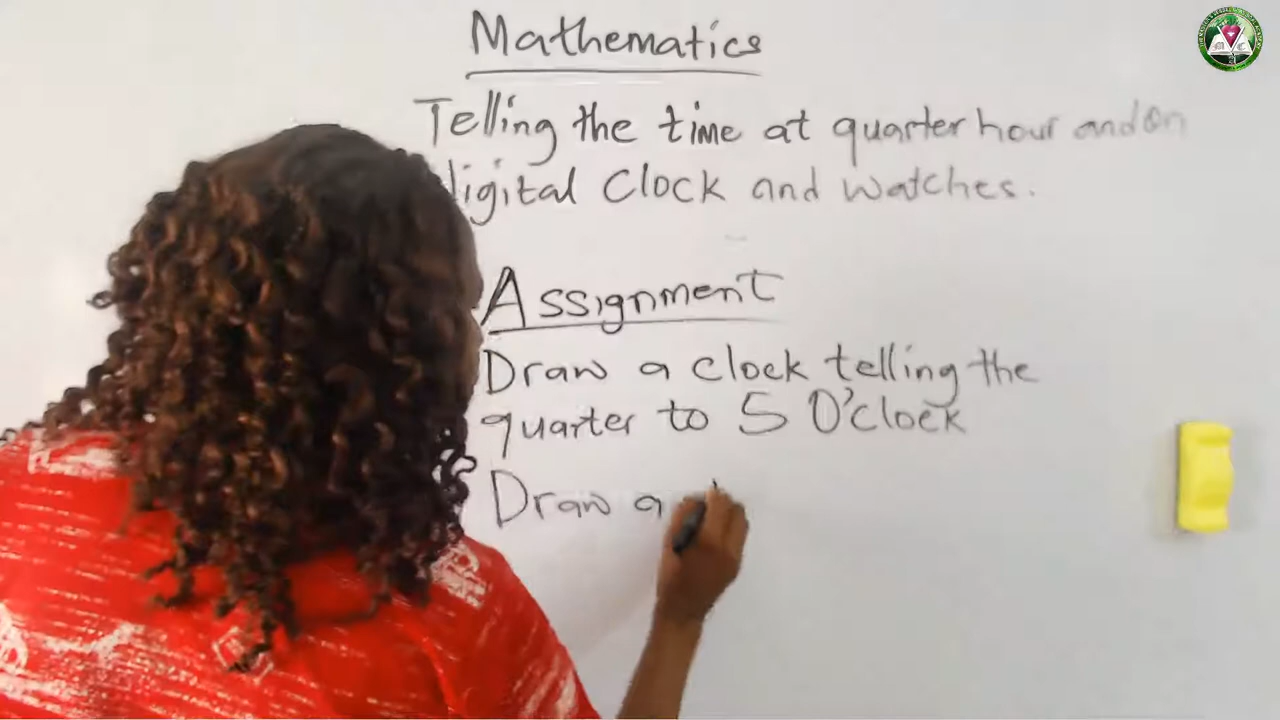 Mathematics
Telling the time at quarter hour and on
digital Clock and watches.
Assignment
Draw a clock telling the
quarter to 5 O'clock
Draw a